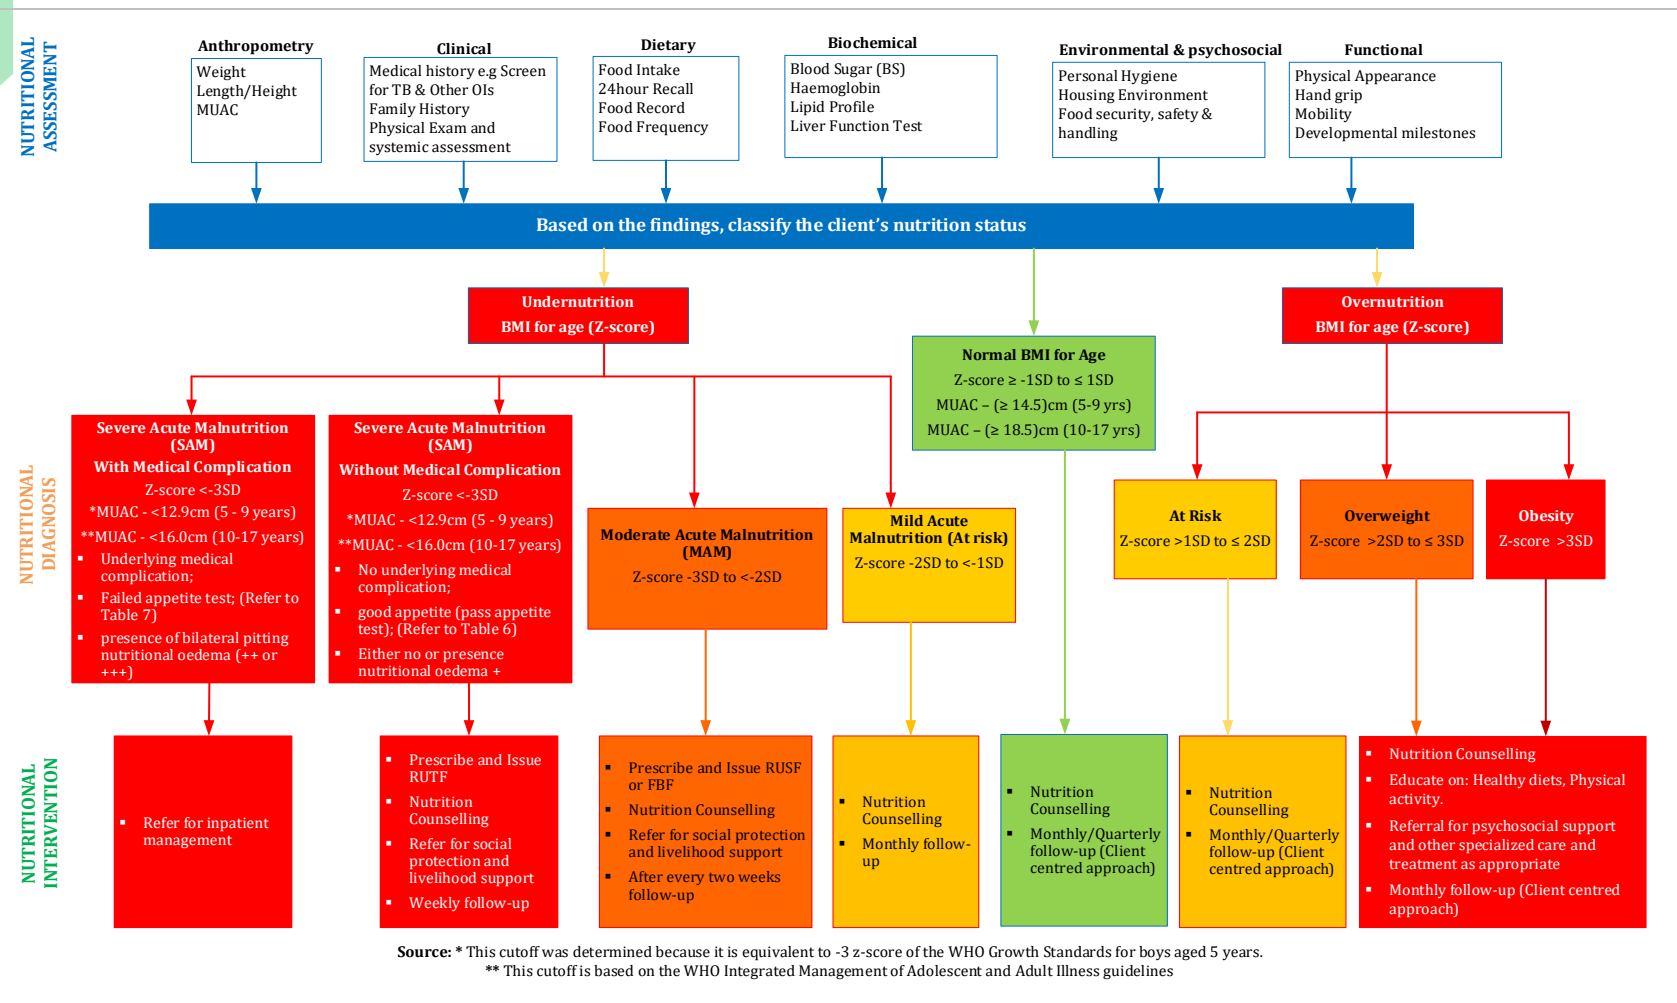 NUTRITIONAL
ASSESSMENT
Anthropometry
Weight
Length/Height
MUAC
Clinical
Medical history e.g Screen
for TB & Other OIs
Family History
Physical Exam and
systemic assessment
Dietary
Food Intake
24hour Recall
Food Record
Food Frequency
Biochemical
Blood Sugar (BS)
Haemoglobin
Lipid Profile
Liver Function Test
Environmental & psychosocial
Personal Hygiene
Housing Environment
Food security, safety &
handling
Functional
Physical Appearance
Hand grip
Mobility
Developmental milestones
Based on the findings, classify the client's nutrition status
Undernutrition
BMI for age (Z-score)
Normal BMI for Age
Z-score ≥ -1SD to ≤ 1SD
MUAC – (≥ 14.5)cm (5-9 yrs)
MUAC – (≥ 18.5)cm (10-17 yrs)
Overnutrition
BMI for age (Z-score)
NUTRITIONAL
DIAGNOSIS
Severe Acute Malnutrition
(SAM)
With Medical Complication
Z-score <-3SD
*MUAC - <12.9cm (5 - 9 years)
**MUAC - <16.0cm (10-17 years)
▪ Underlying medical
complication;
▪ Failed appetite test; (Refer to
Table 7)
▪ presence of bilateral pitting
nutritional oedema (++ or
+++)
Severe Acute Malnutrition
(SAM)
Without Medical Complication
Z-score <-3SD
*MUAC - <12.9cm (5 - 9 years)
**MUAC - <16.0cm (10-17 years)
▪ No underlying medical
complication;
▪ good appetite (pass appetite
test); (Refer to Table 6)
▪ Either no or presence
nutritional oedema +
Moderate Acute Malnutrition
(MAM)
Z-score -3SD to <-2SD
Mild Acute
Malnutrition (At risk)
Z-score -2SD to <-1SD
At Risk
Z-score >1SD to ≤ 2SD
Overweight
Z-score >2SD to ≤ 3SD
Obesity
Z-score >3SD
NUTRITIONAL
INTERVENTION
▪ Refer for inpatient
management
▪ Prescribe and Issue
RUTF
▪ Nutrition
Counselling
▪ Refer for social
protection and
livelihood support
▪ Weekly follow-up
▪ Prescribe and Issue RUSF
or FBF
▪ Nutrition Counselling
▪ Refer for social protection
and livelihood support
▪ After every two weeks
follow-up
▪ Nutrition
Counselling
▪ Monthly follow-
up
▪ Nutrition
Counselling
▪ Monthly/Quarterly
follow-up (Client
centred approach)
▪ Nutrition
Counselling
▪ Monthly/Quarterly
follow-up (Client
centred approach)
▪ Nutrition Counselling
▪ Educate on: Healthy diets, Physical
activity.
▪ Referral for psychosocial support
and other specialized care and
treatment as appropriate
▪ Monthly follow-up (Client centred
approach)
Source: * This cutoff was determined because it is equivalent to -3 z-score of the WHO Growth Standards for boys aged 5 years.
** This cutoff is based on the WHO Integrated Management of Adolescent and Adult Illness guidelines